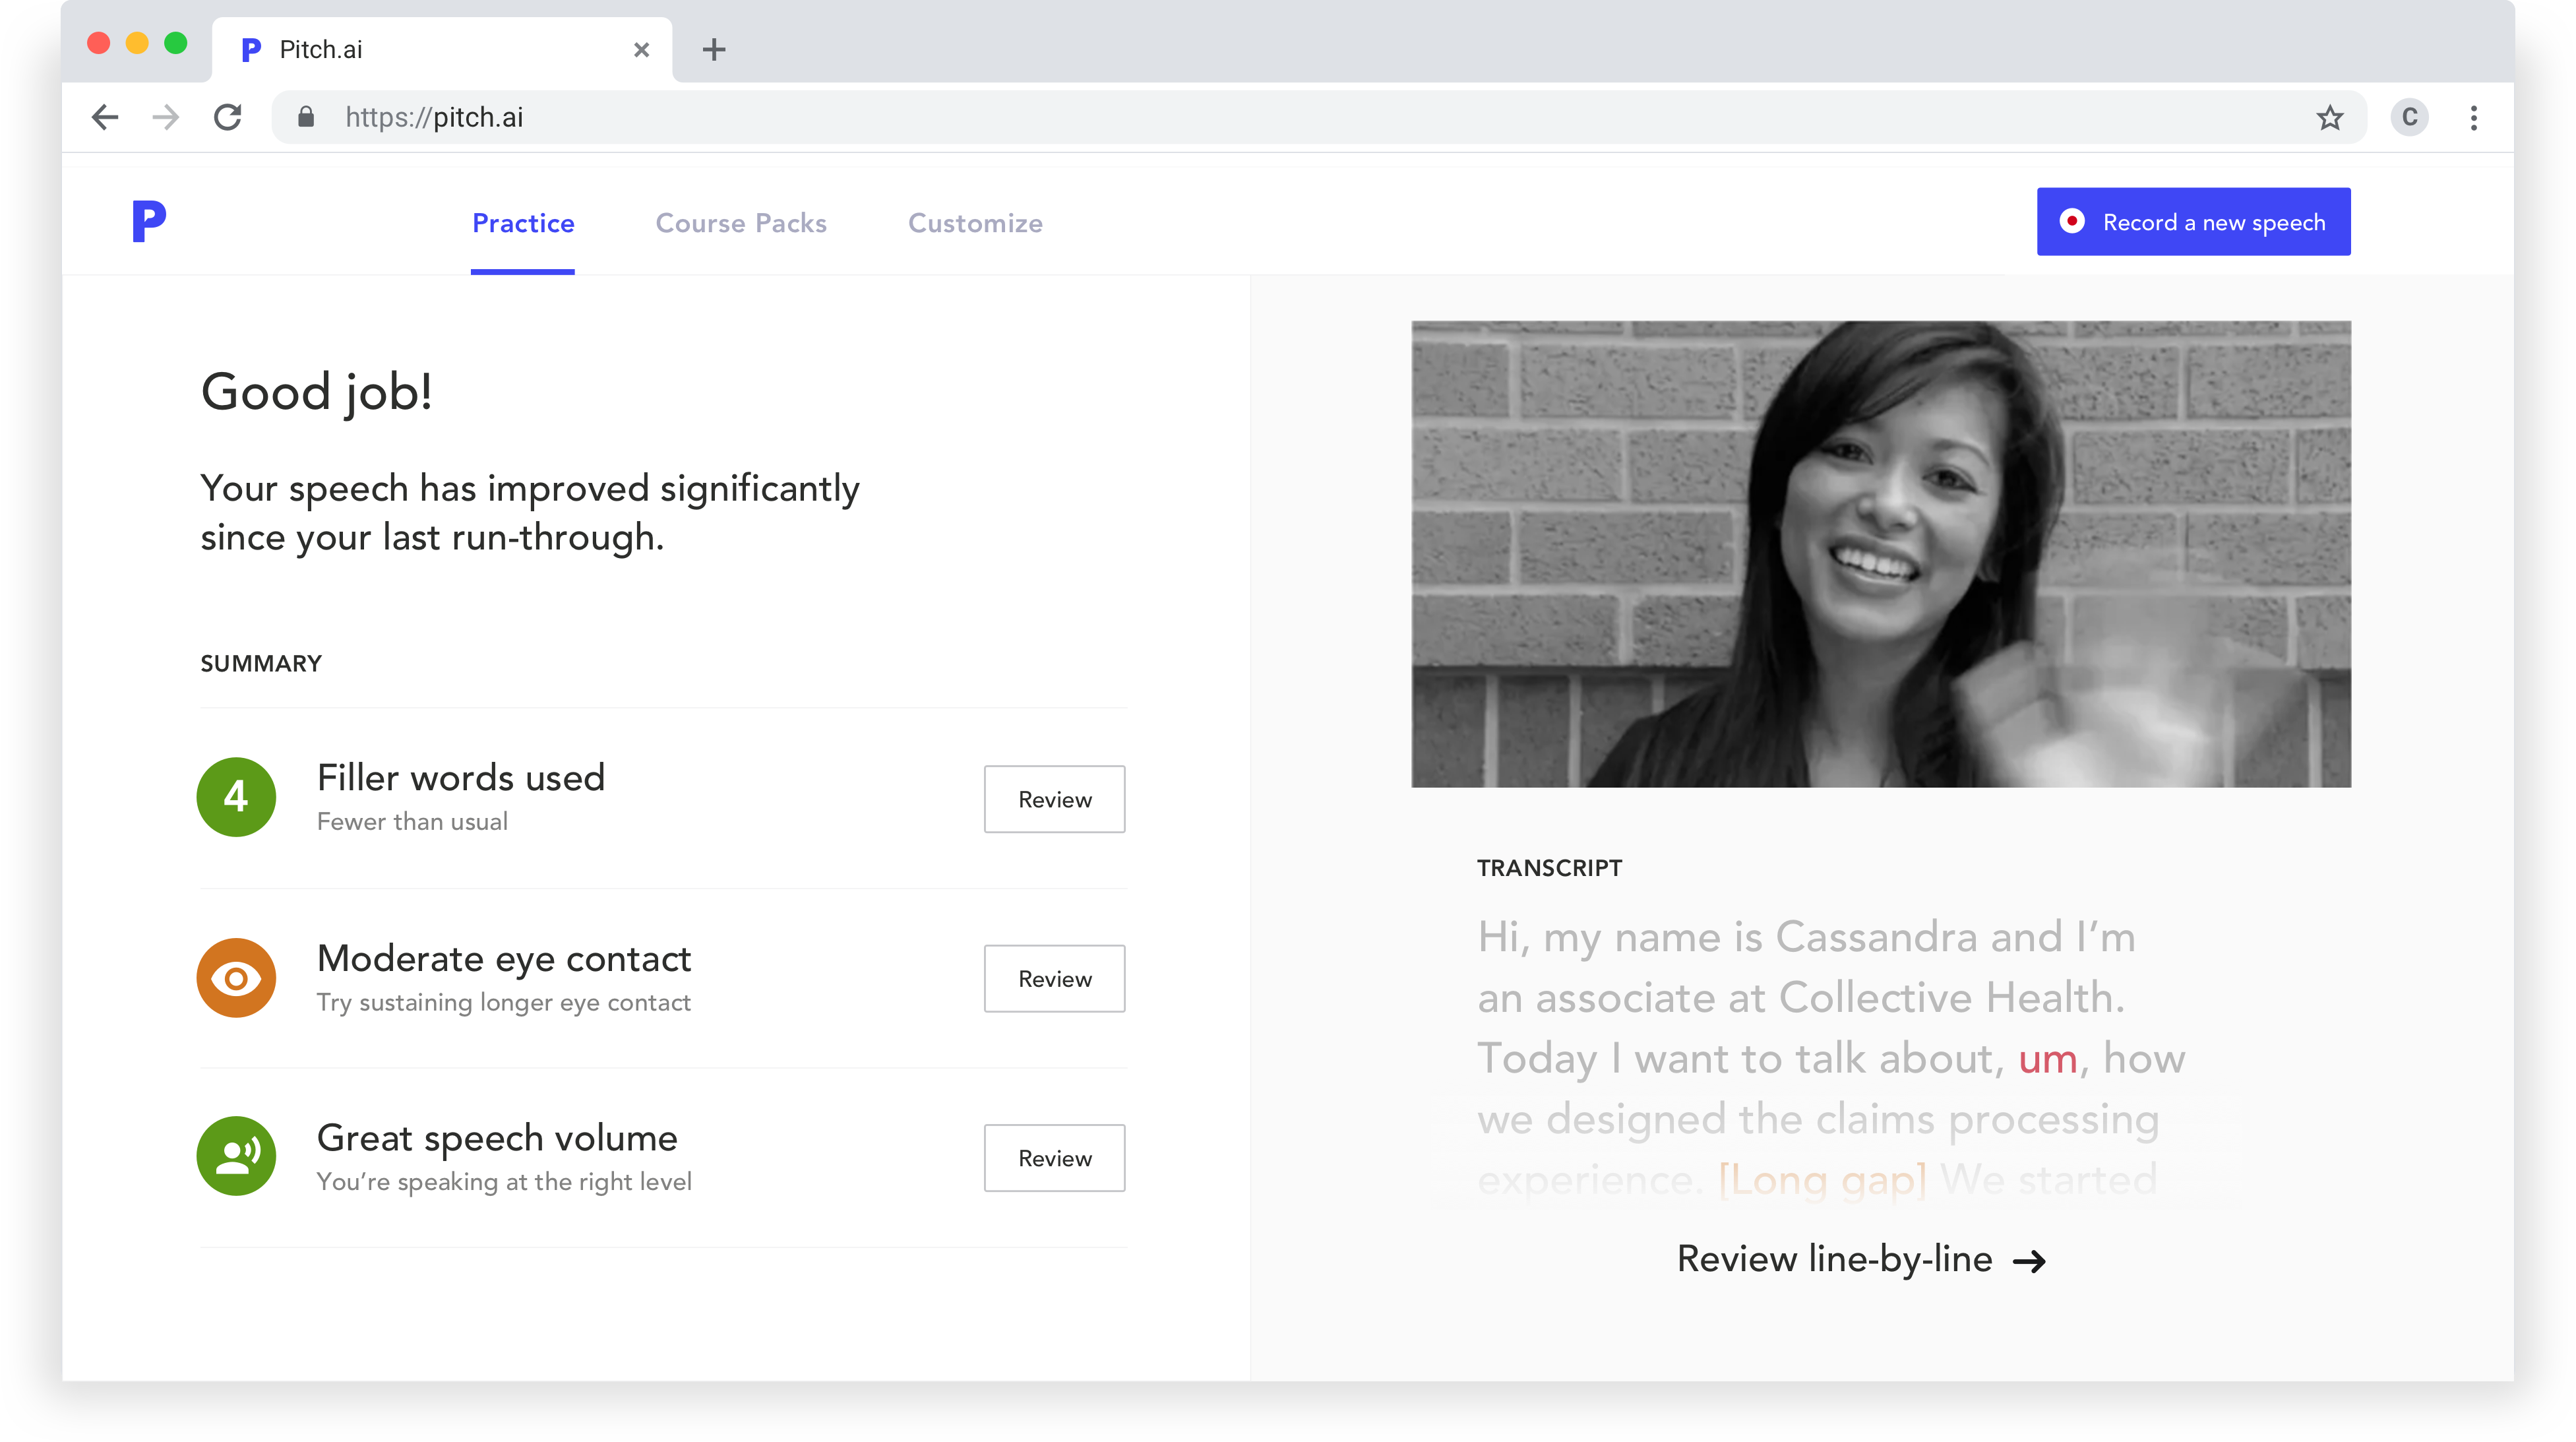 Pitch.ai
https://pitch.ai
C
P
Practice
Course Packs
Customize
Record a new speech
Good job!
Your speech has improved significantly
since your last run-through.
SUMMARY
4
Filler words used
Fewer than usual
Review
Moderate eye contact
Try sustaining longer eye contact
Review
Great speech volume
You’re speaking at the right level
Review
TRANSCRIPT
Hi, my name is Cassandra and I’m
an associate at Collective Health.
Today I want to talk about, um, how
we designed the claims processing
experience. [Long gap] We started
Review line-by-line